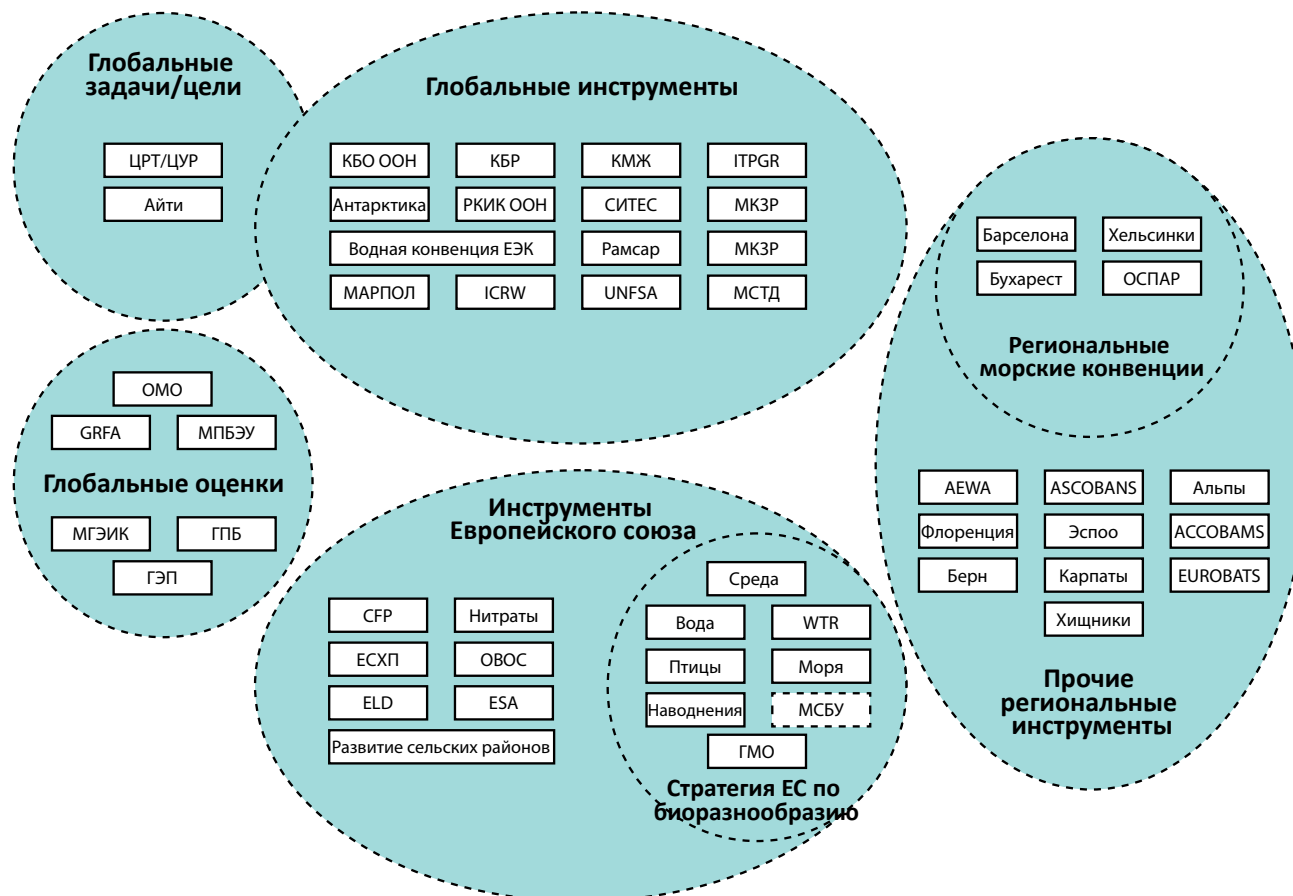 Глобальные
задачи/цели
ЦРТ/ЦУР
Айти
Глобальные инструменты
КБО ООН
КБР
КМЖ
ITPGR
Антарктика
РКИК ООН
СИТЕС
МКЗР
Водная конвенция ЕЭК
Рамсар
МКЗР
МАРПОЛ
ICRW
UNFSA
МСТД
Барселона
Хельсинки
Бухарест
ОСПАР
Региональные
морские конвенции
AEWA
ASCOBANS
Альпы
Флоренция
Эспоо
ACCOBAMS
Берн
Карпаты
EUROBATS
Хищники
Прочие
региональные
инструменты
ОМО
GRFA
МПБЭУ
Глобальные оценки
МГЭИК
ГПБ
ГЭП
Инструменты
Европейского союза
CFP
Нитраты
ЕСХП
ОВОС
ELD
ESA
Развитие сельских районов
Среда
Вода
WTR
Птицы
Моря
Наводнения
МСБУ
ГМО
Стратегия ЕС по
биоразнообразию